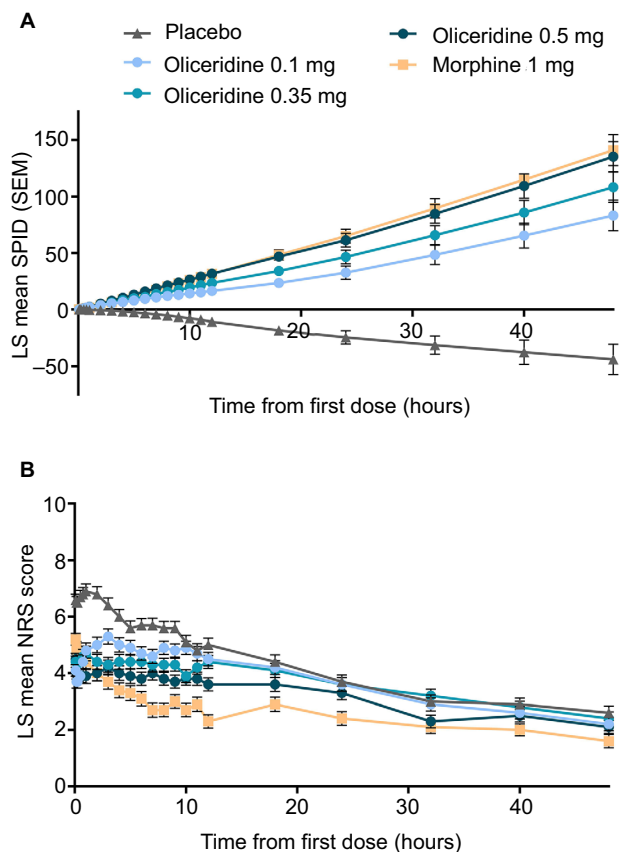 A
Placebo
Oliceridine 0.1 mg
Oliceridine 0.35 mg
Oliceridine 0.5 mg
Morphine 1 mg
LS mean SPID (SEM)
150
100
50
0
–50
10
20
30
40
Time from first dose (hours)
B
LS mean NRS score
10
8
6
4
2
0
0
10
20
30
40
Time from first dose (hours)